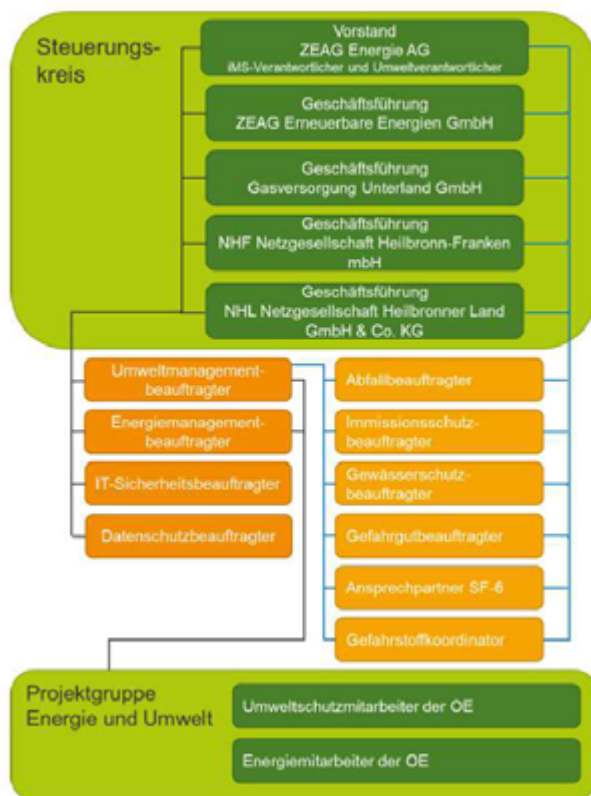 Steuerungs-
kreis
Vorstand
ZEAG Energie AG
iMS-Verantwortlicher und Umweltverantwortlicher
Geschäftsführung
ZEAG Erneuerbare Energien GmbH
Geschäftsführung
Gasversorgung Unterland GmbH
Geschäftsführung
NHF Netzgesellschaft Heilbronn-Franken
mbH
Geschäftsführung
NHL Netzgesellschaft Heilbronner Land
GmbH & Co. KG
Umweltmanagement-
beauftragter
Energiemanagement-
beauftragter
IT-Sicherheitsbeauftragter
Datenschutzbeauftragter
Abfallbeauftragter
Immissionsschutz-
beauftragter
Gewässerschutz-
beauftragter
Gefahrgutbeauftragter
Ansprechpartner SF-6
Gefahrstoffkoordinator
Projektgruppe
Energie und Umwelt
Umweltschutzmitarbeiter der OE
Energiemitarbeiter der OE